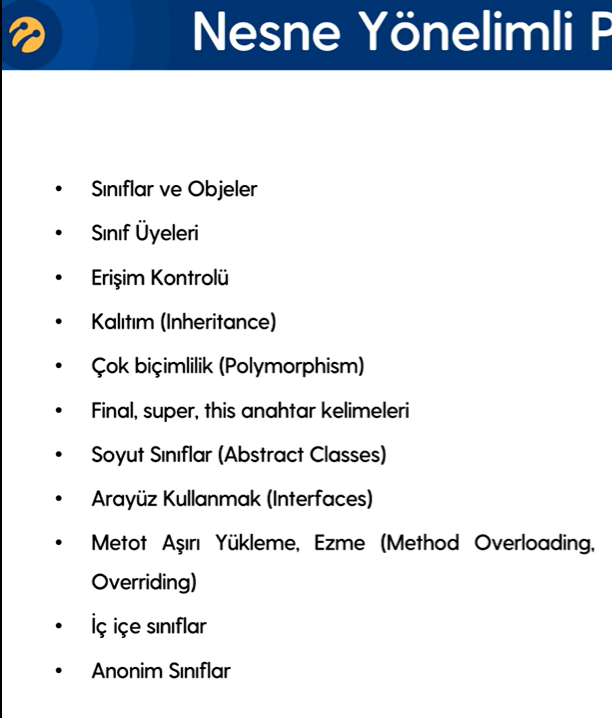 Nesne Yönelimli P
• Sınıflar ve Objeler
• Sınıf Üyeleri
• Erişim Kontrolü
• Kalıtım (Inheritance)
• Çok biçimlilik (Polymorphism)
• Final, super, this anahtar kelimeleri
• Soyut Sınıflar (Abstract Classes)
• Arayüz Kullanmak (Interfaces)
• Metot Aşırı Yükleme, Ezme (Method Overloading,
Overriding)
• İç içe sınıflar
• Anonim Sınıflar